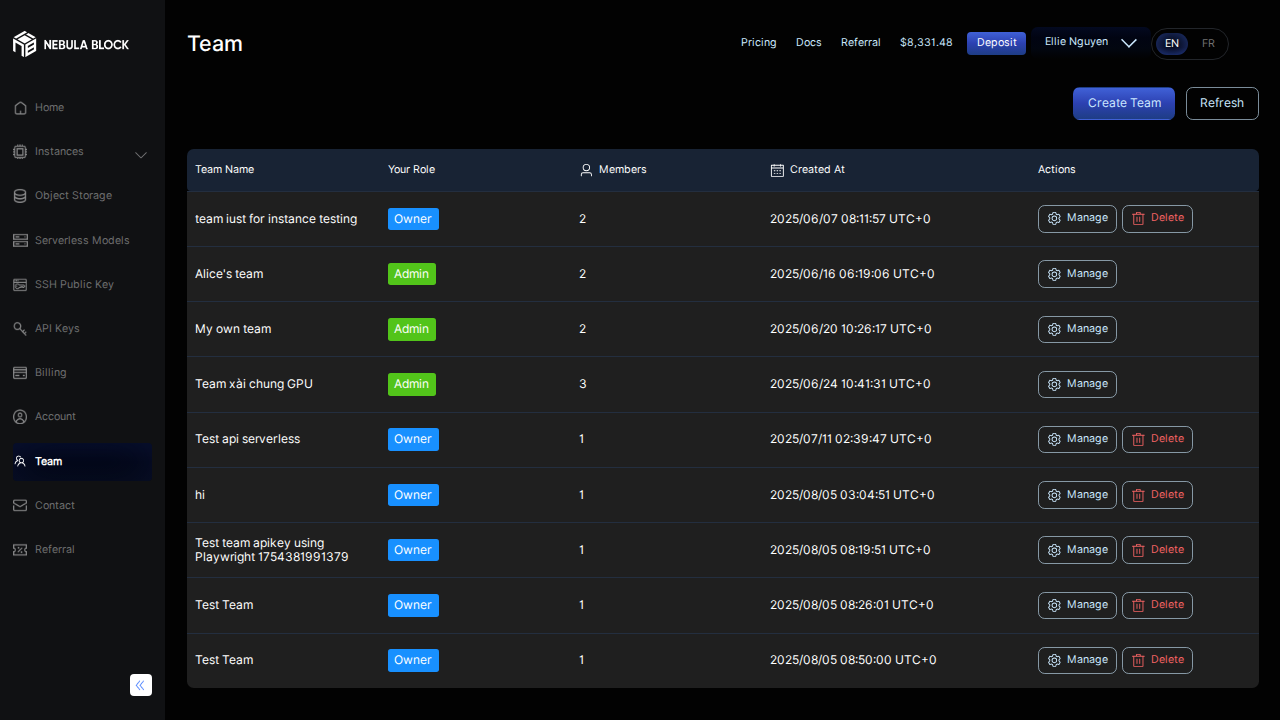 NEBULA BLOCK
Team
Pricing
Docs
Referral
$8,331.48
Deposit
Ellie Nguyen
EN
FR
Home
Instances
Object Storage
Serverless Models
SSH Public Key
API Keys
Billing
Account
Team
Contact
Referral
Create Team
Refresh
Team Name Your Role Members Created At Actions
team iust for instance testing Owner 2 2025/06/07 08:11:57 UTC+0 Manage Delete
Alice's team Admin 2 2025/06/16 06:19:06 UTC+0 Manage
My own team Admin 2 2025/06/20 10:26:17 UTC+0 Manage
Team xài chung GPU Admin 3 2025/06/24 10:41:31 UTC+0 Manage
Test api serverless Owner 1 2025/07/11 02:39:47 UTC+0 Manage Delete
hi Owner 1 2025/08/05 03:04:51 UTC+0 Manage Delete
Test team apikey using
Playwright 1754381991379 Owner 1 2025/08/05 08:19:51 UTC+0 Manage Delete
Test Team Owner 1 2025/08/05 08:26:01 UTC+0 Manage Delete
Test Team Owner 1 2025/08/05 08:50:00 UTC+0 Manage Delete